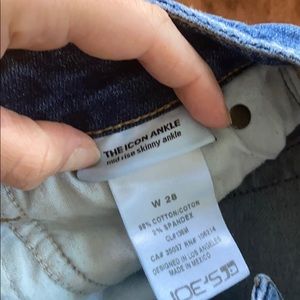 THE ICON ANKLE
mid rise skinny ankle
W 28
98% COTTON/COTON
2% SPANDEX
CA# 35037 RN# 106214
DESIGNED IN LOS ANGELES
MADE IN MEXICO
JOE'S